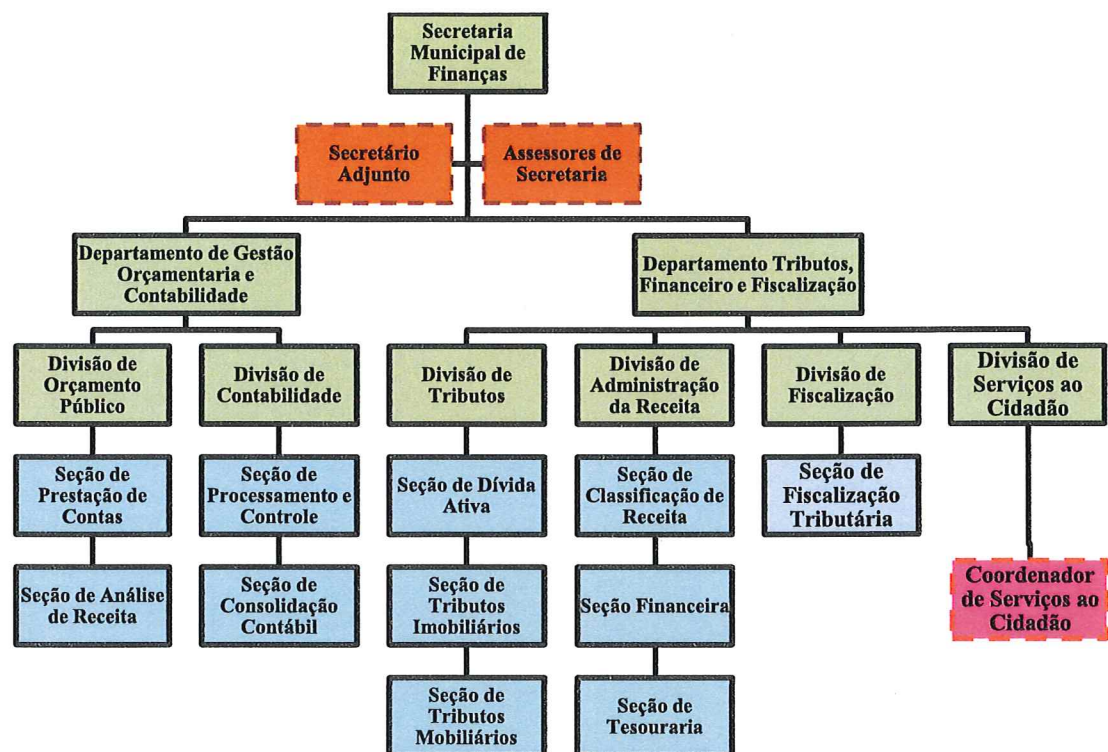 Secretaria
Municipal de
Finanças
Secretário
Adjunto
Assessores de
Secretaria
Departamento de Gestão
Orçamentaria e
Contabilidade
Departamento Tributos,
Financeiro e Fiscalização
Divisão de
Orçamento
Público
Divisão de
Contabilidade
Divisão de
Tributos
Divisão de
Administração
da Receita
Divisão de
Fiscalização
Divisão de
Serviços ao
Cidadão
Seção de
Prestação de
Contas
Seção de
Processamento e
Controle
Seção de Dívida
Ativa
Seção de
Classificação de
Receita
Seção de
Fiscalização
Tributária
Seção de Análise
de Receita
Seção de
Consolidação
Contábil
Seção de
Tributos
Imobiliários
Seção Financeira
Coordenador
de Serviços ao
Cidadão
Seção de
Tributos
Mobiliários
Seção de
Tesouraria